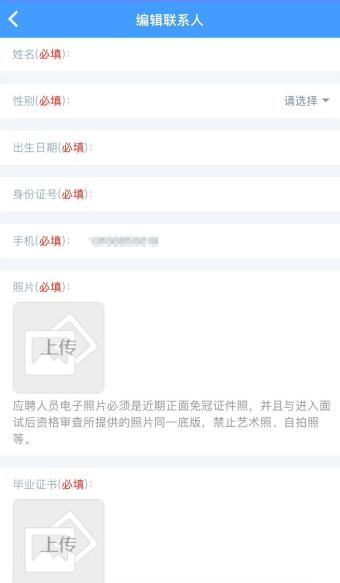 编辑联系人
姓名(必填):
性别(必填):
请选择
出生日期(必填):
身份证号(必填):
手机(必填):
照片(必填):
上传
应聘人员电子照片必须是近期正面免冠证件照，并且与进入面
试后资格审查所提供的照片同一底版，禁止艺术照、自拍照
等。
毕业证书(必填):
上传